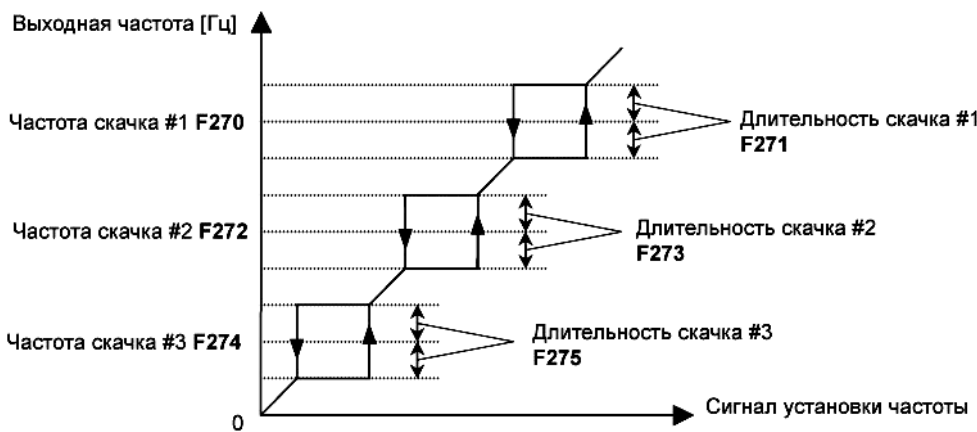 Выходная частота [Гц]
Частота скачка #1 F270
Длительность скачка #1
F271
Частота скачка #2 F272
Длительность скачка #2
F273
Частота скачка #3 F274
Длительность скачка #3
F275
0
Сигнал установки частоты